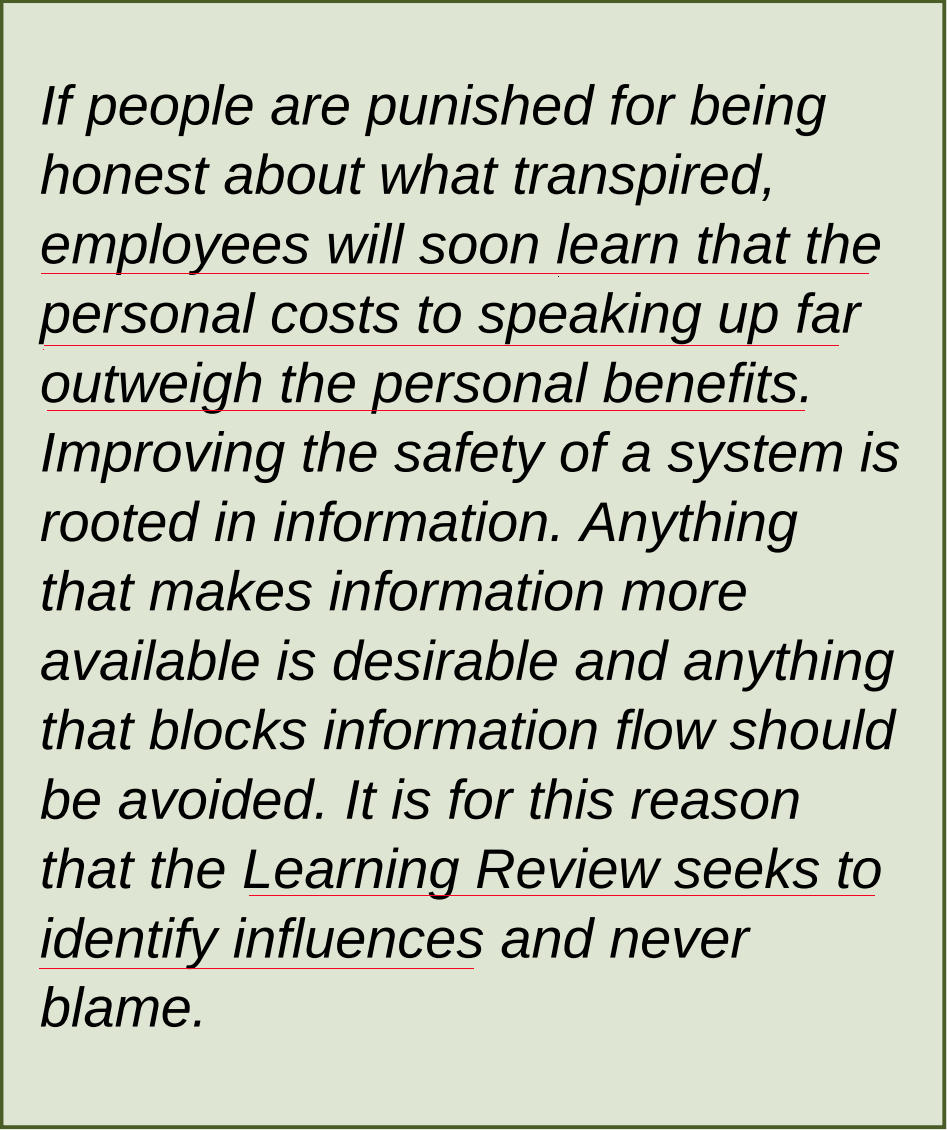 If people are punished for being
honest about what transpired,
employees will soon learn that the
personal costs to speaking up far
outweigh the personal benefits.
Improving the safety of a system is
rooted in information. Anything
that makes information more
available is desirable and anything
that blocks information flow should
be avoided. It is for this reason
that the Learning Review seeks to
identify influences and never
blame.